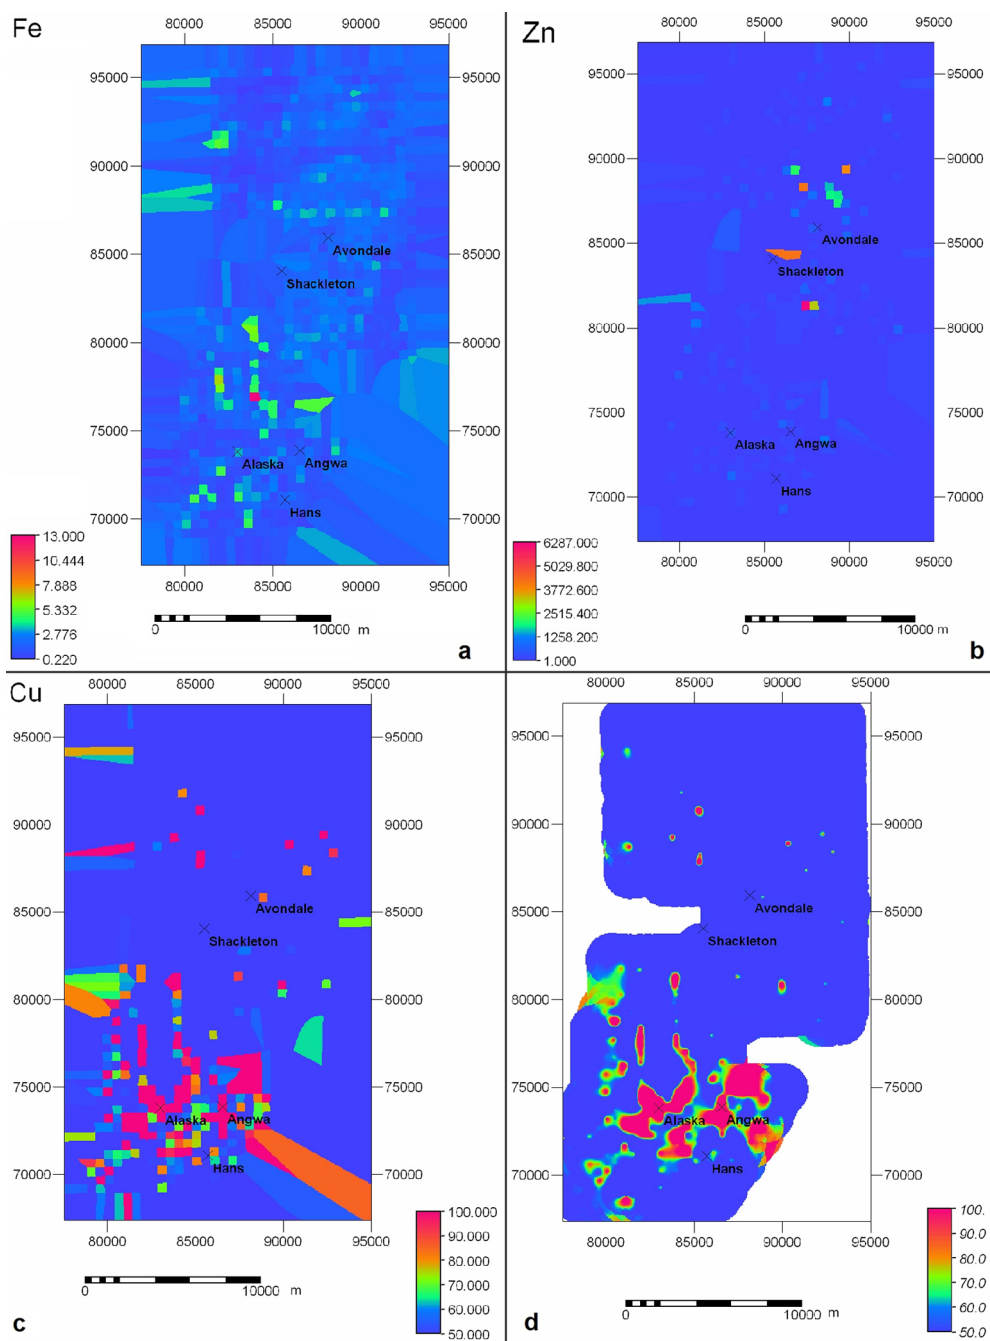 Fe
80000 85000 90000 95000
95000 95000
90000 90000
85000 85000
Avondale
Shackleton
80000 80000
75000 75000
Alaska Angwa
Hans
70000 70000
13.000
10.444
7.888
5.332
2.776
0.220
80000 85000 90000 95000
0 10000 m
a
Zn
80000 85000 90000 95000
95000 95000
90000 90000
Avondale
85000 85000
Shackleton
80000 80000
75000 75000
Alaska Angwa
Hans
70000 70000
6287.000
5029.800
3772.600
2515.400
1258.200
1.000
80000 85000 90000 95000
0 10000 m
b
Cu
80000 85000 90000 95000
95000 95000
90000 90000
85000 85000
Avondale
Shackleton
80000 80000
75000 75000
Alaska Angwa
Hans
70000 70000
80000 85000 90000 95000
100.000
90.000
80.000
70.000
60.000
50.000
0 10000 m
c
80000 85000 90000 95000
95000 95000
90000 90000
Avondale
85000 85000
Shackleton
80000 80000
75000 75000
Alaska Angwa
Hans
70000 70000
80000 85000 90000 95000
100.
90.0
80.0
70.0
60.0
50.0
0 10000 m
d